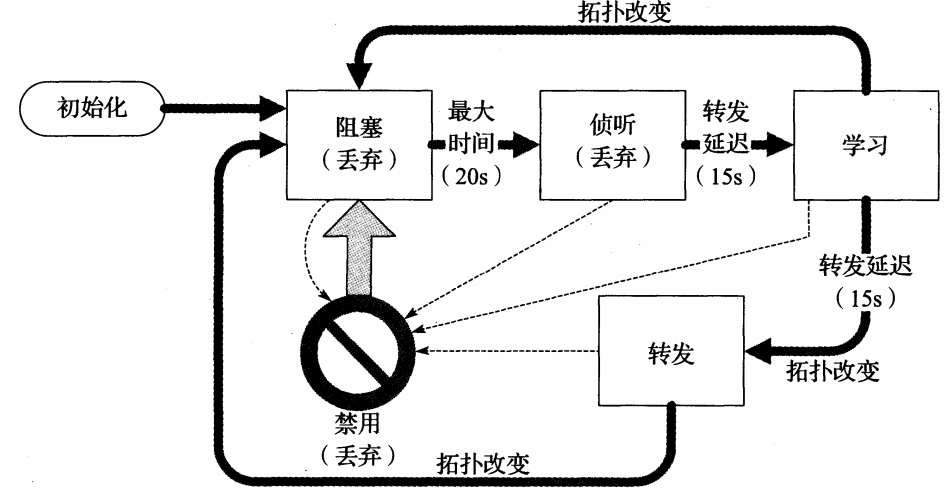 拓扑改变
初始化
阻塞
（丢弃）
最大
时间
（20s）
侦听
（丢弃）
转发
延迟
（15s）
学习
转发延迟
（15s）
拓扑改变
转发
禁用
（丢弃）
拓扑改变